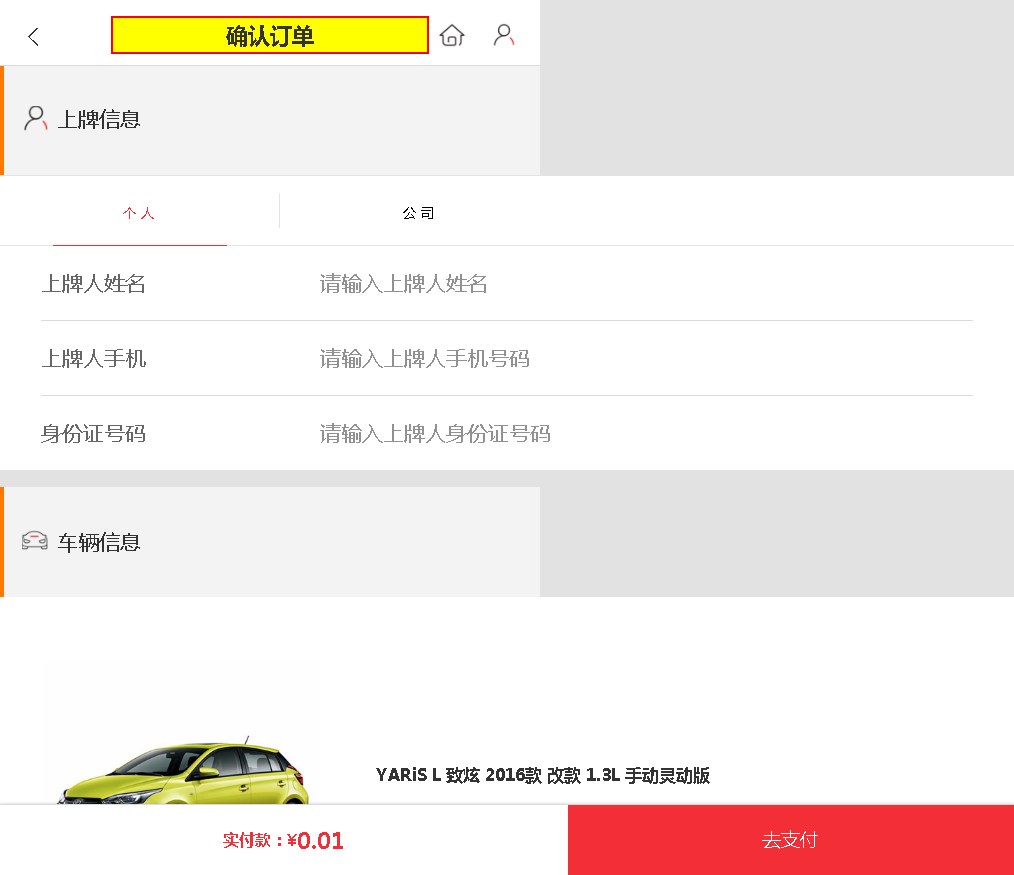 确认订单
上牌信息
个人 公司
上牌人姓名 请输入上牌人姓名
上牌人手机 请输入上牌人手机号码
身份证号码 请输入上牌人身份证号码
车辆信息
YARiS L 致炫 2016款 改款 1.3L 手动灵动版
实付款：¥0.01 去支付